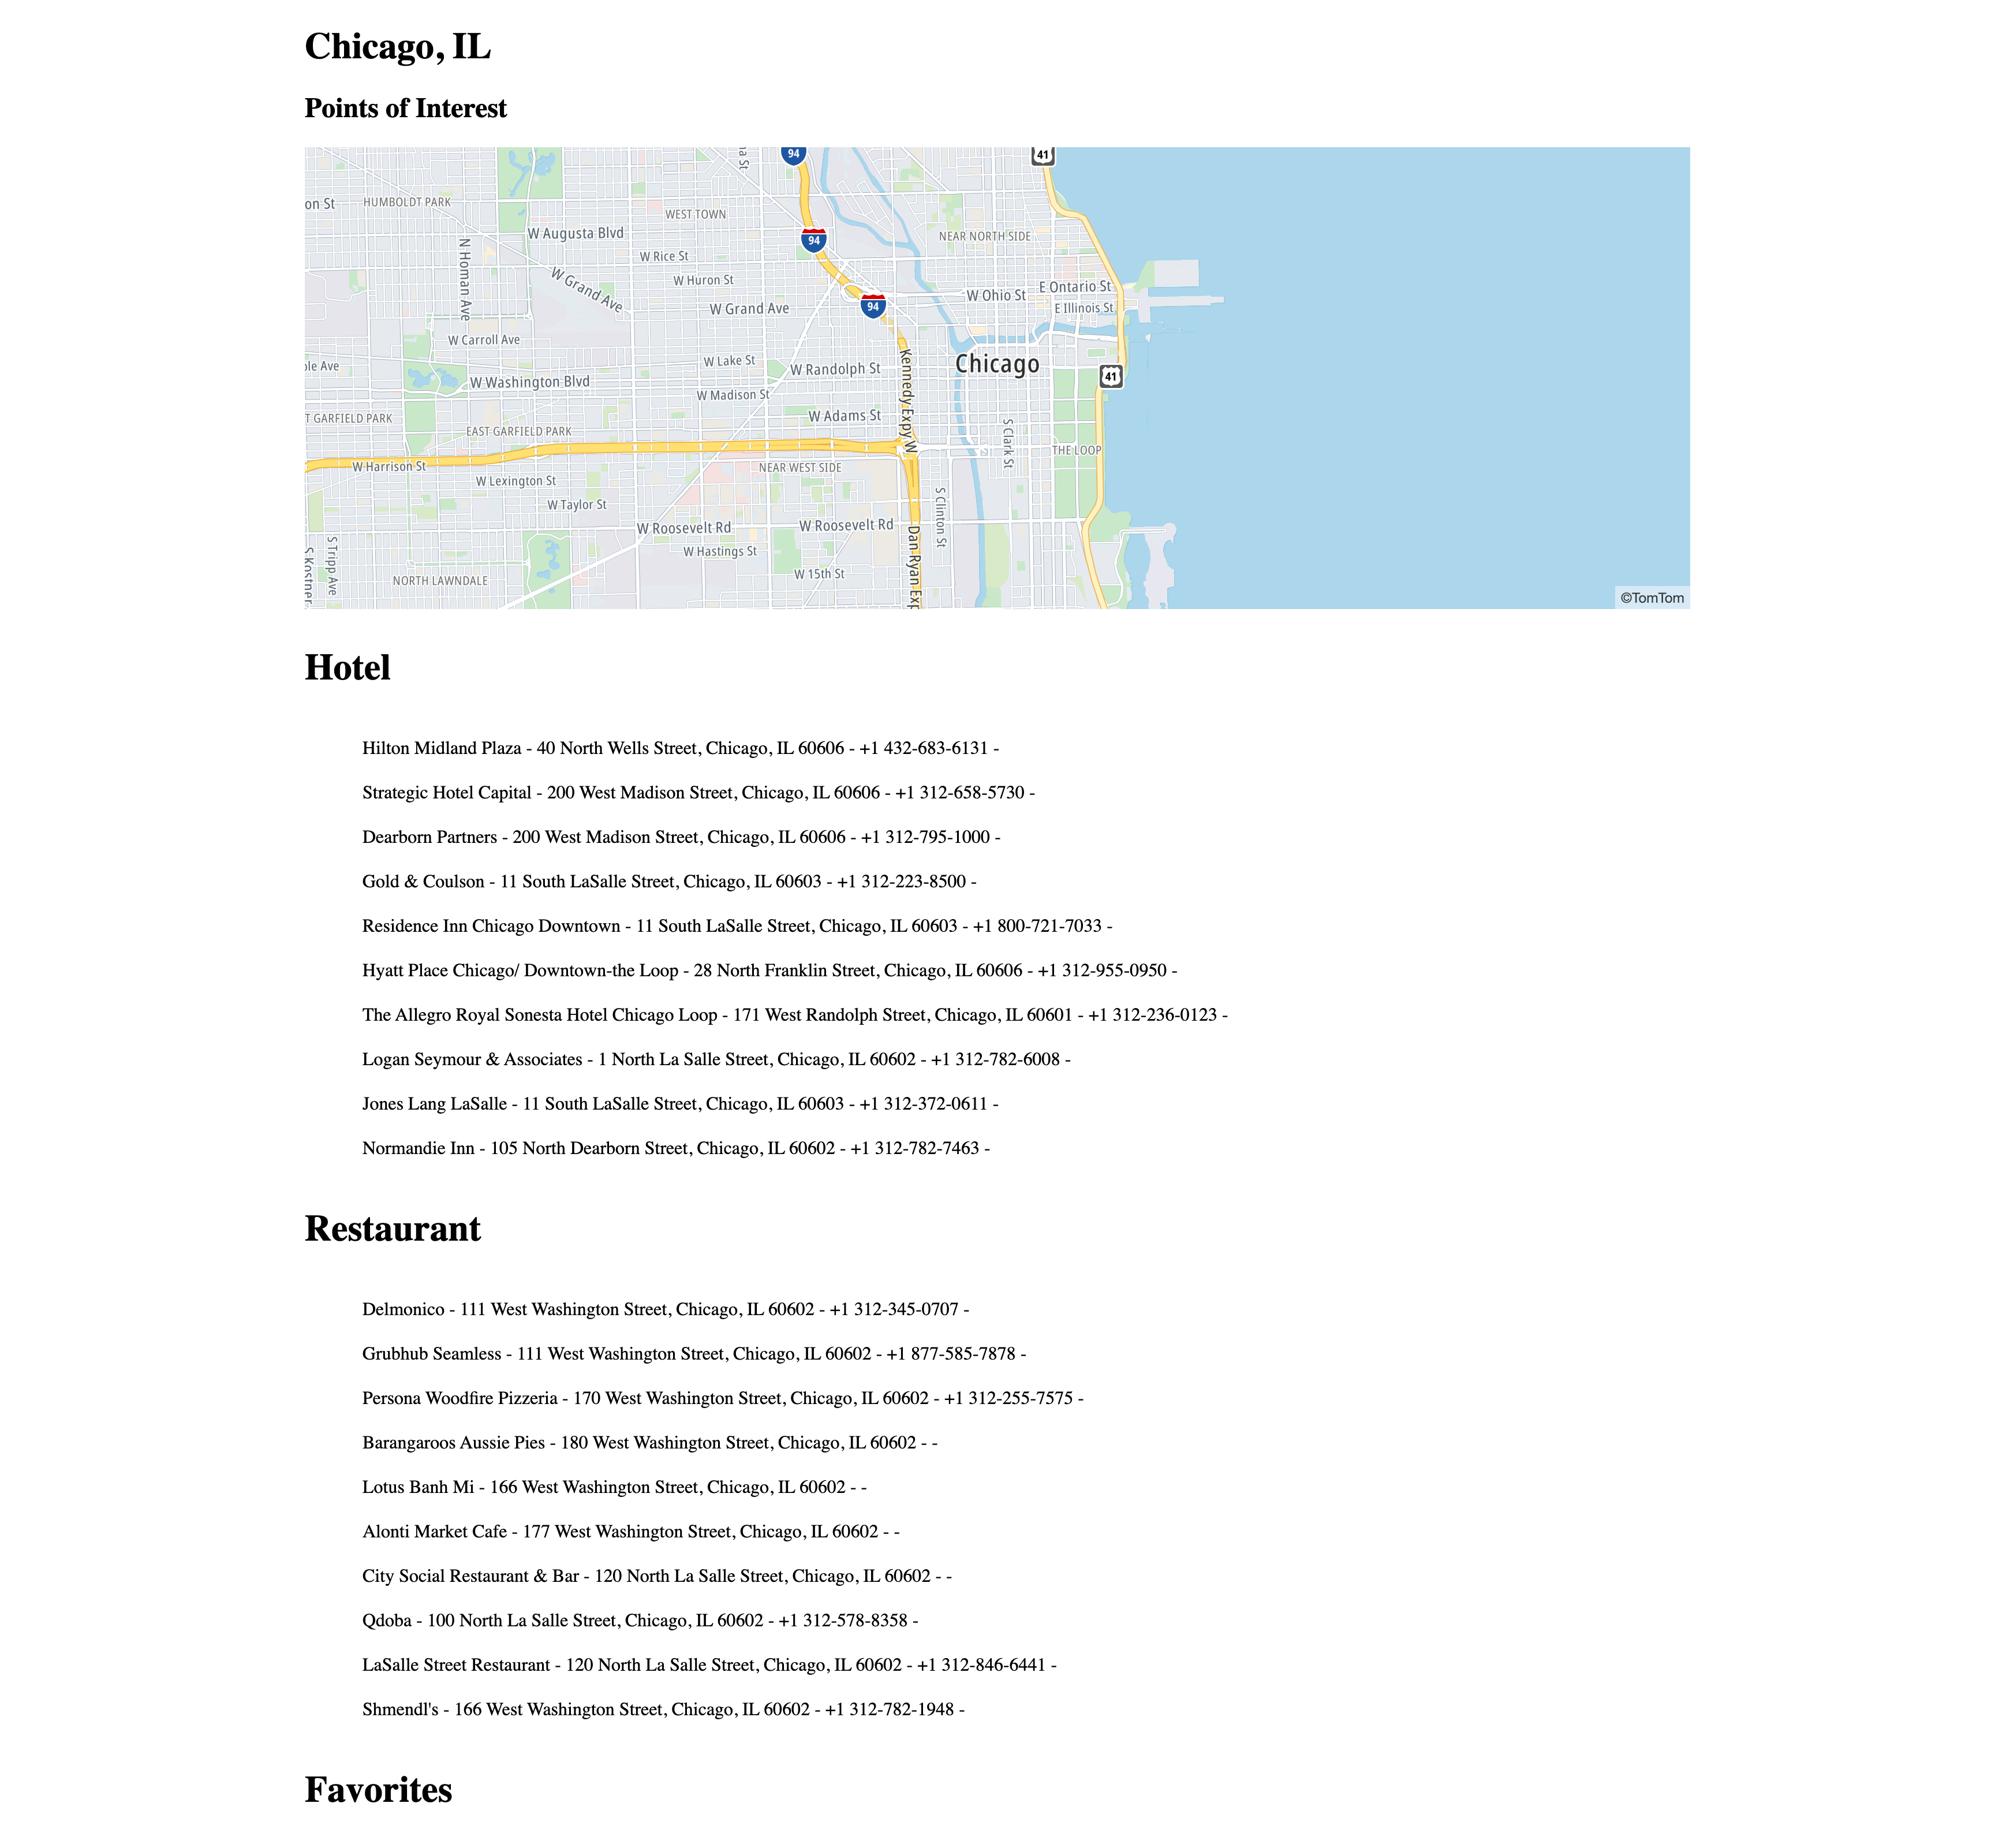 Chicago, IL
Points of Interest
94
41
na St
on St
HUMBOLDT PARK
WEST TOWN
W Augusta Blvd
94
NEAR NORTH SIDE
N Homan Ave
W Rice St
W Grand Ave
W Huron St
W Grand Ave
94
W Ohio St
E Ontario St
E Illinois St
W Carroll Ave
ole Ave
W Lake St
W Randolph St
Kennedy Expy W
Chicago
41
W Washington Blvd
W Madison St
W Adams St
T GARFIELD PARK
EAST GARFIELD PARK
S Clark St
THE LOOP
W Harrison St
NEAR WEST SIDE
W Lexington St
W Taylor St
S Clinton St
W Roosevelt Rd
W Roosevelt Rd
Dan Ryan Exp
S Kostner
S Tripp Ave
W Hastings St
NORTH LAWNDALE
W 15th St
©TomTom
Hotel
Hilton Midland Plaza - 40 North Wells Street, Chicago, IL 60606 - +1 432-683-6131 -
Strategic Hotel Capital - 200 West Madison Street, Chicago, IL 60606 - +1 312-658-5730 -
Dearborn Partners - 200 West Madison Street, Chicago, IL 60606 - +1 312-795-1000 -
Gold & Coulson - 11 South LaSalle Street, Chicago, IL 60603 - +1 312-223-8500 -
Residence Inn Chicago Downtown - 11 South LaSalle Street, Chicago, IL 60603 - +1 800-721-7033 -
Hyatt Place Chicago/ Downtown-the Loop - 28 North Franklin Street, Chicago, IL 60606 - +1 312-955-0950 -
The Allegro Royal Sonesta Hotel Chicago Loop - 171 West Randolph Street, Chicago, IL 60601 - +1 312-236-0123 -
Logan Seymour & Associates - 1 North La Salle Street, Chicago, IL 60602 - +1 312-782-6008 -
Jones Lang LaSalle - 11 South LaSalle Street, Chicago, IL 60603 - +1 312-372-0611 -
Normandie Inn - 105 North Dearborn Street, Chicago, IL 60602 - +1 312-782-7463 -
Restaurant
Delmonico - 111 West Washington Street, Chicago, IL 60602 - +1 312-345-0707 -
Grubhub Seamless - 111 West Washington Street, Chicago, IL 60602 - +1 877-585-7878 -
Persona Woodfire Pizzeria - 170 West Washington Street, Chicago, IL 60602 - +1 312-255-7575 -
Barangaroos Aussie Pies - 180 West Washington Street, Chicago, IL 60602 - -
Lotus Banh Mi - 166 West Washington Street, Chicago, IL 60602 - -
Alonti Market Cafe - 177 West Washington Street, Chicago, IL 60602 - -
City Social Restaurant & Bar - 120 North La Salle Street, Chicago, IL 60602 - -
Qdoba - 100 North La Salle Street, Chicago, IL 60602 - +1 312-578-8358 -
LaSalle Street Restaurant - 120 North La Salle Street, Chicago, IL 60602 - +1 312-846-6441 -
Shmendl's - 166 West Washington Street, Chicago, IL 60602 - +1 312-782-1948 -
Favorites